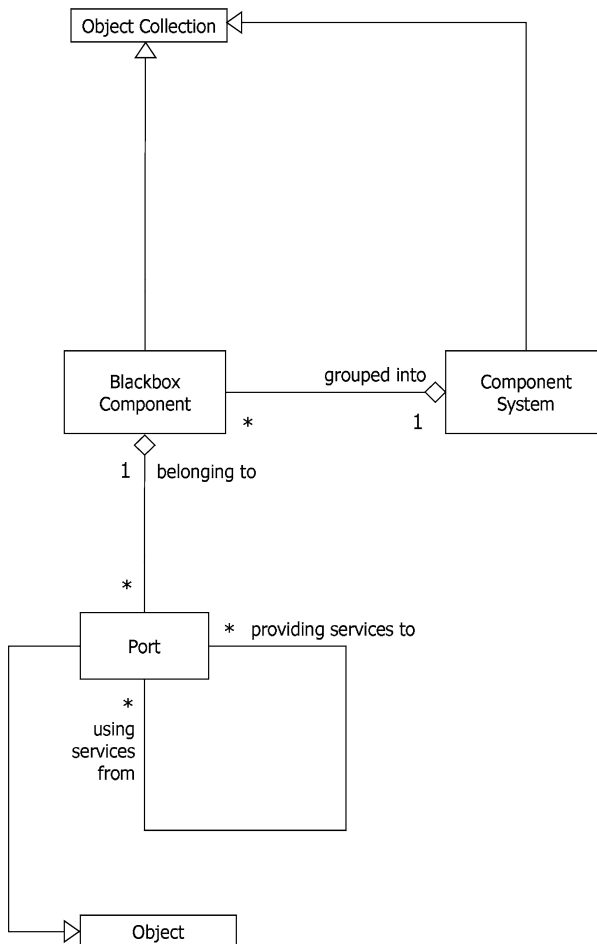 Object Collection
Blackbox
Component
grouped into
Component
System
*
1
1
belonging to
*
Port
*
providing services to
*
using
services
from
Object